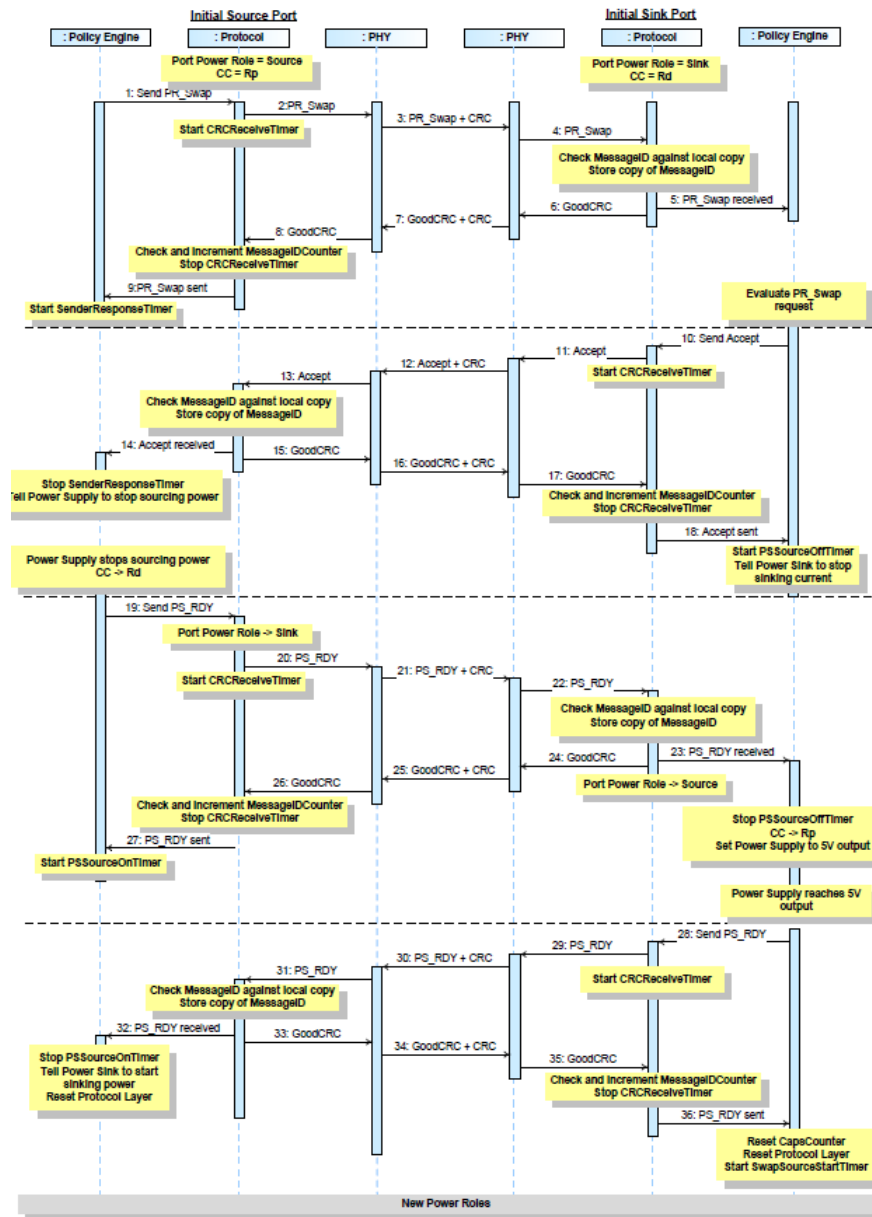 Initial Source Port
Initial Sink Port
: Policy Engine
: Protocol
: PHY
: PHY
: Protocol
: Policy Engine
Port Power Role = Source
CC = Rp
Port Power Role = Sink
CC = Rd
1: Send PR_Swap
2:PR_Swap
Start CRCReceiveTimer
3: PR_Swap + CRC
4: PR_Swap
Check MessageID against local copy
Store copy of MessageID
5: PR_Swap received
6: GoodCRC
7: GoodCRC + CRC
8: GoodCRC
Check and Increment MessageIDCounter
Stop CRCReceiveTimer
9:PR_Swap sent
Start SenderResponseTimer
Evaluate PR_Swap
request
10: Send Accept
11: Accept
Start CRCReceiveTimer
12: Accept + CRC
13: Accept
Check MessageID against local copy
Store copy of MessageID
14: Accept received
15: GoodCRC
16: GoodCRC + CRC
17: GoodCRC
Stop SenderResponseTimer
Tell Power Supply to stop sourcing power
Check and Increment MessageIDCounter
Stop CRCReceiveTimer
18: Accept sent
Start PSSourceOffTimer
Tell Power Sink to stop
sinking current
Power Supply stops sourcing power
CC -> Rd
19: Send PS_RDY
Port Power Role -> Sink
20: PS_RDY
Start CRCReceiveTimer
21: PS_RDY + CRC
22: PS_RDY
Check MessageID against local copy
Store copy of MessageID
23: PS_RDY received
24: GoodCRC
Port Power Role -> Source
25: GoodCRC + CRC
26: GoodCRC
Check and Increment MessageIDCounter
Stop CRCReceiveTimer
27: PS_RDY sent
Start PSSourceOnTimer
Stop PSSourceOffTimer
CC -> Rp
Set Power Supply to 5V output
Power Supply reaches 5V
output
28: Send PS_RDY
29: PS_RDY
Start CRCReceiveTimer
30: PS_RDY + CRC
31: PS_RDY
Check MessageID against local copy
Store copy of MessageID
32: PS_RDY received
33: GoodCRC
34: GoodCRC + CRC
35: GoodCRC
Stop PSSourceOnTimer
Tell Power Sink to start
sinking power
Reset Protocol Layer
Check and Increment MessageIDCounter
Stop CRCReceiveTimer
36: PS_RDY sent
Reset CapsCounter
Reset Protocol Layer
Start SwapSourceStartTimer
New Power Roles